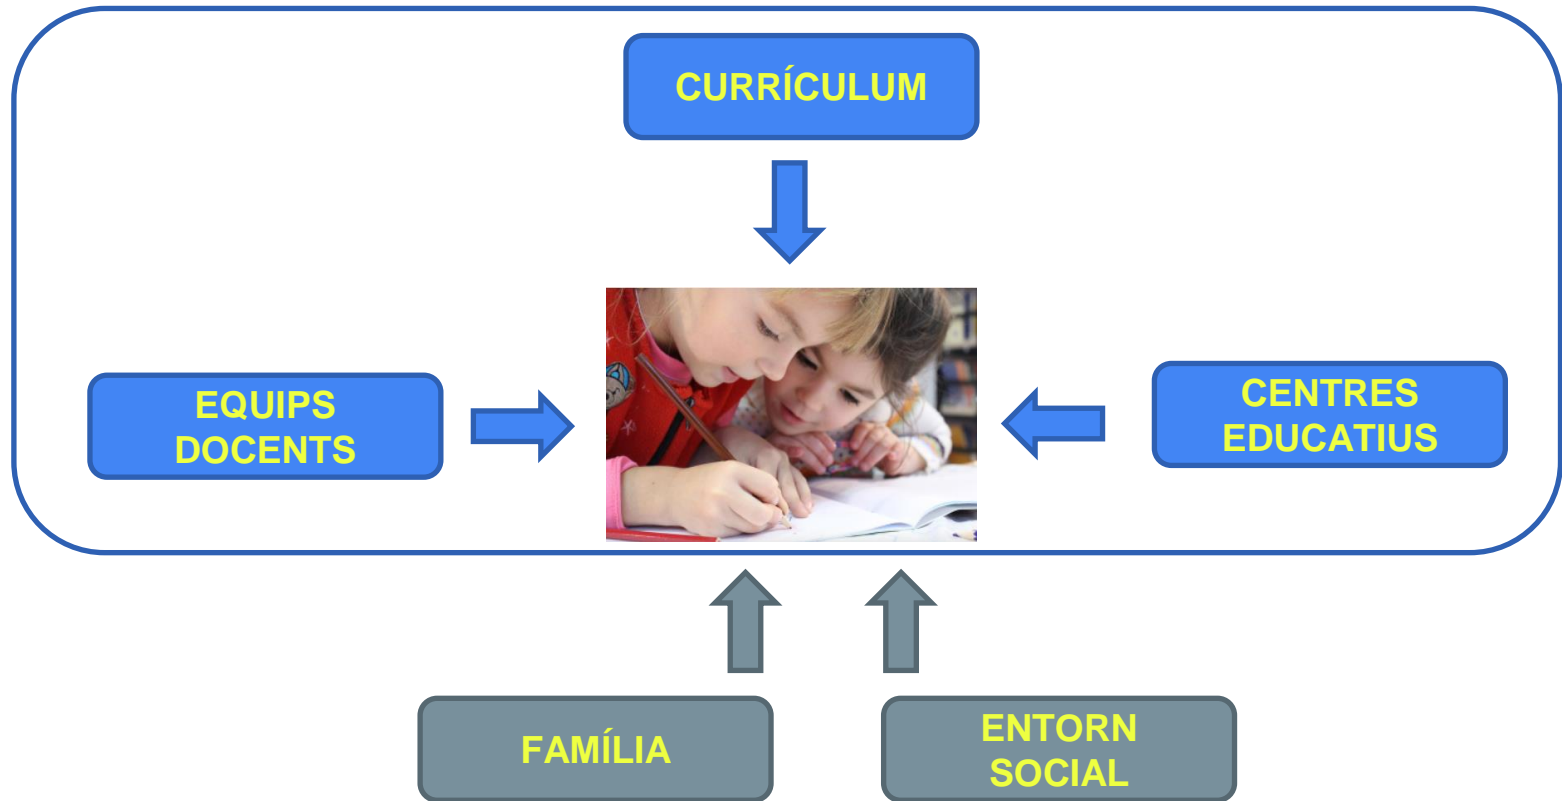 CURRÍCULUM
EQUIPS
DOCENTS
CENTRES
EDUCATIUS
FAMÍLIA
ENTORN
SOCIAL